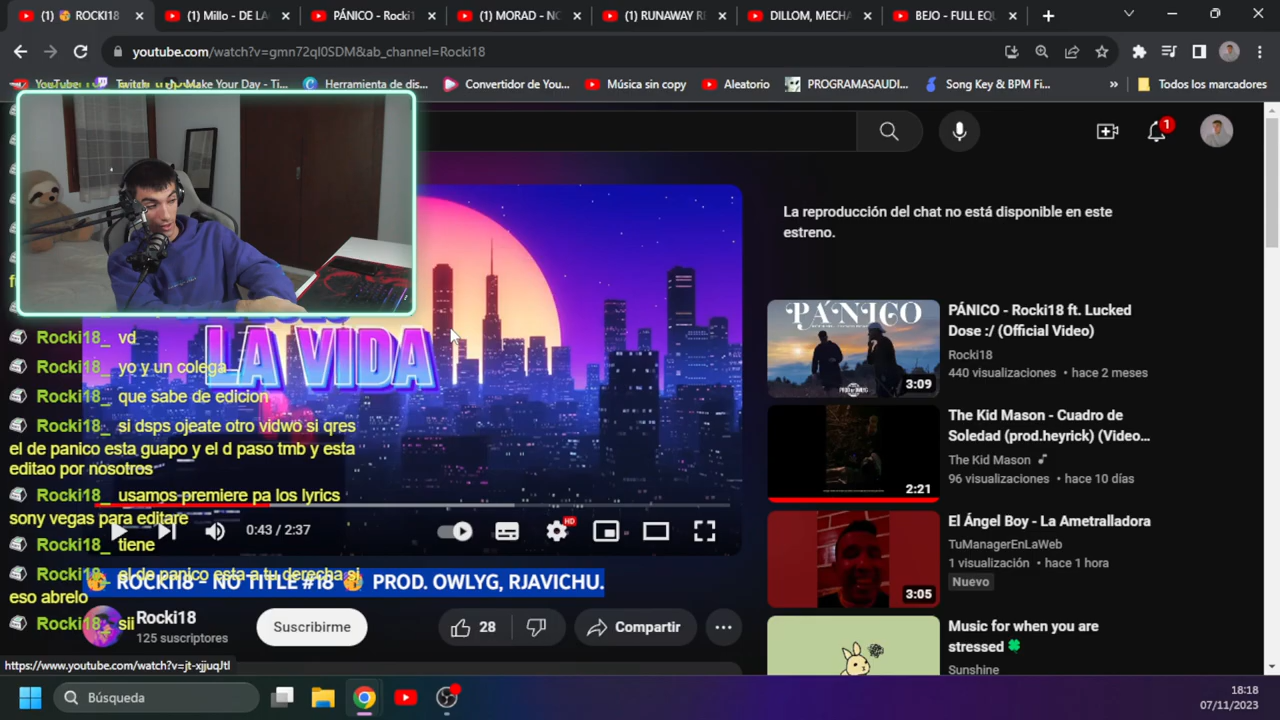 (1) 🥳 ROCKI18
(1) Millo - DE LA
PÁNICO - Rocki1
(1) MORAD - NO
(1) RUNAWAY R
DILLOM, MECHA
BEJO - FULL EQU
youtube.com/watch?v=gmn72qI0SDM&ab_channel=Rocki18
YouTube
Twitch
Make Your Day - Ti...
Herramienta de dis...
Convertidor de You...
Música sin copy
Aleatorio
PROGRAMASAUDI...
Song Key & BPM Fi...
»
Todos los marcadores
1
La reproducción del chat no está disponible en este
estreno.
LA VIDA
Rocki18_ vd
Rocki18_ yo y un colega
Rocki18_ que sabe de edicion
Rocki18_ si dsps ojeate otro vidwo si qres
el de panico esta guapo y el d paso tmb y esta
editao por nosotros
Rocki18_ usamos premiere pa los lyrics
sony vegas para editare
Rocki18_ tiene
Rocki18_ el de panico esta a tu derecha si
eso abrelo
Rocki18_ sii
0:43 / 2:37
HD
🥳 ROCKI18 - NO TITLE #18 🥳 PROD. OWLYG, RJAVICHU.
Rocki18
125 suscriptores
Suscribirme
28
Compartir
PÁNICO
3:09
PÁNICO - Rocki18 ft. Lucked
Dose :/ (Official Video)
Rocki18
440 visualizaciones • hace 2 meses
2:21
The Kid Mason - Cuadro de
Soledad (prod.heyrick) (Video...
The Kid Mason
96 visualizaciones • hace 10 días
3:05
El Ángel Boy - La Ametralladora
TuManagerEnLaWeb
1 visualización • hace 1 hora
Nuevo
Music for when you are
stressed 🍀
Sunshine
https://www.youtube.com/watch?v=jt-xjjuqJtI
Búsqueda
18:18
07/11/2023